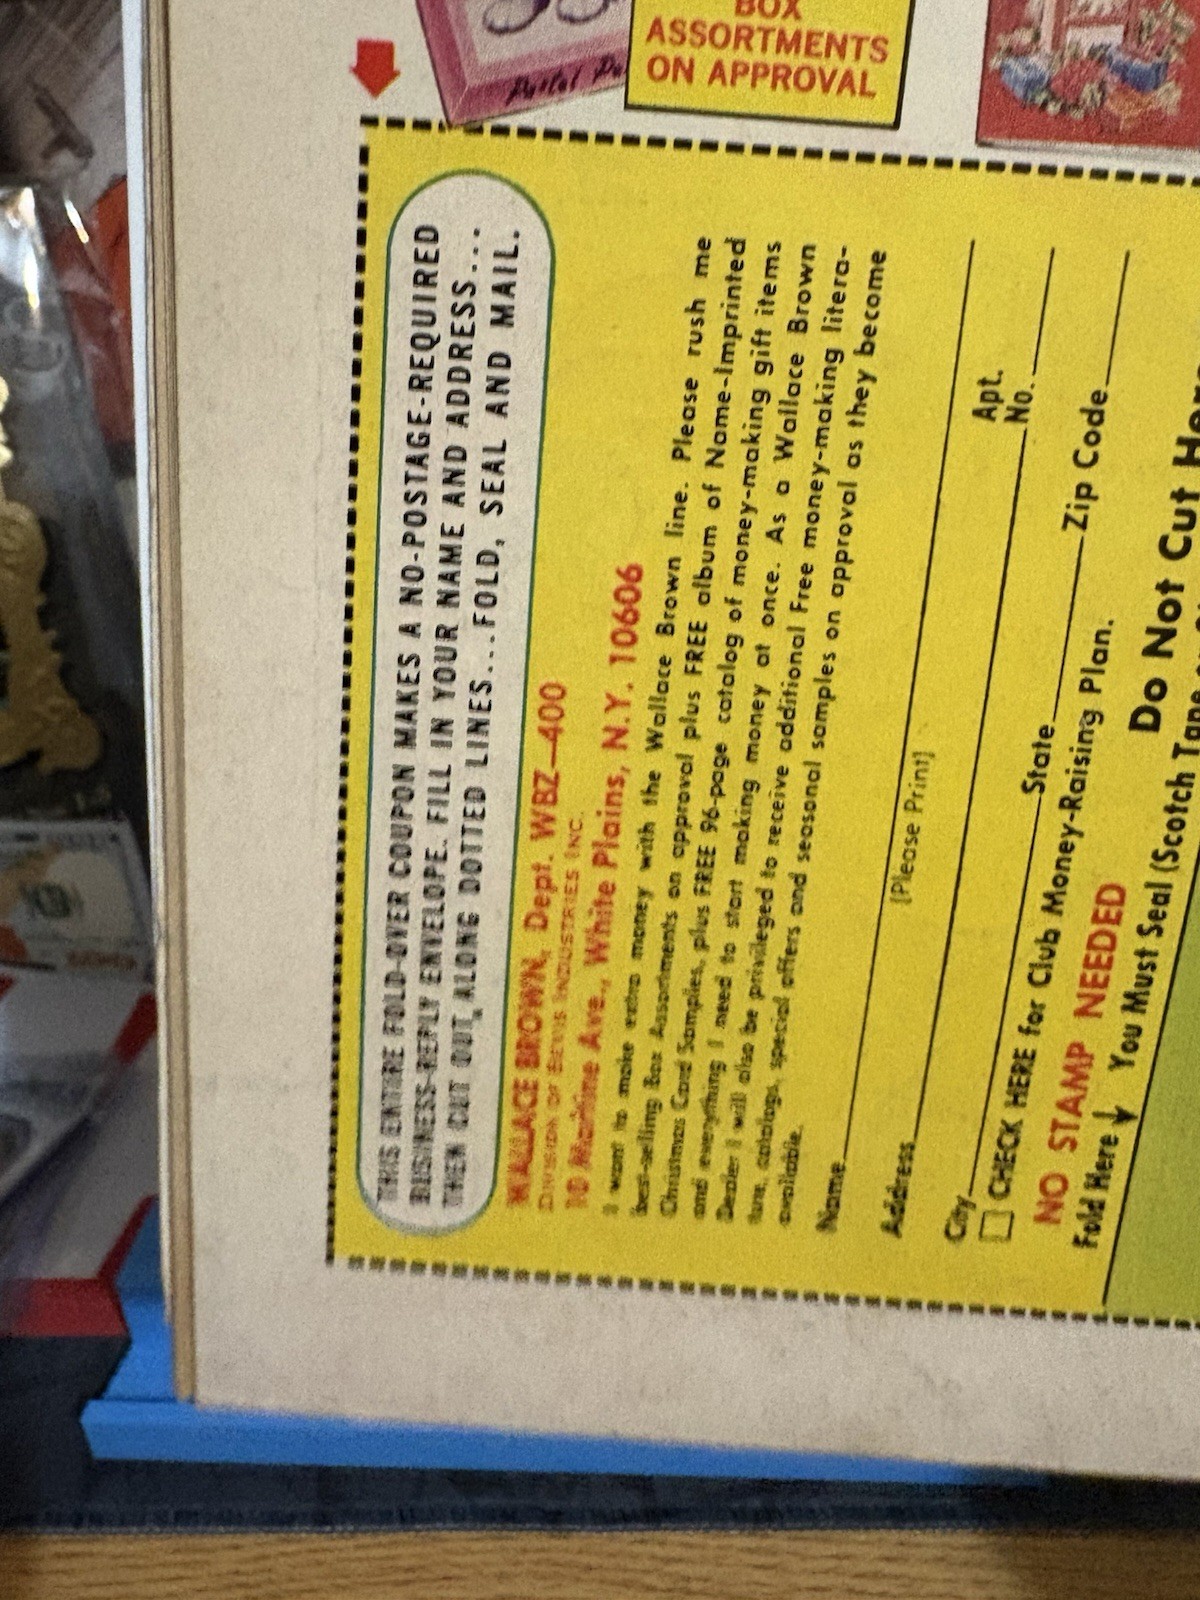 BOX
ASSORTMENTS
ON APPROVAL
Pastel
THIS ENTIRE FOLD-OVER COUPON MAKES A NO-POSTAGE-REQUIRED
BUSINESS-REPLY ENVELOPE. FILL IN YOUR NAME AND ADDRESS...
THEN CUT OUT ALONG DOTTED LINES...FOLD, SEAL AND MAIL.
WALLACE BROWN, Dept. WBZ—400
DIVISION OF BEVIS INDUSTRIES INC.
10 Maritime Ave., White Plains, N.Y. 10606
I want to make extra money with the Wallace Brown line. Please rush me
best-selling Box Assortments on approval plus FREE album of Name-Imprinted
Christmas Card Samples, plus FREE 96-page catalog of money-making gift items
and everything I need to start making money at once. As a Wallace Brown
Dealer I will also be privileged to receive additional Free money-making litera-
ture, catalogs, special offers and seasonal samples on approval as they become
available.
Name
(Please Print)
Address
Apt.
City No.
State Zip Code
CHECK HERE for Club Money-Raising Plan.
NO STAMP NEEDED Do Not Cut Here
Fold Here You Must Seal (Scotch Tape